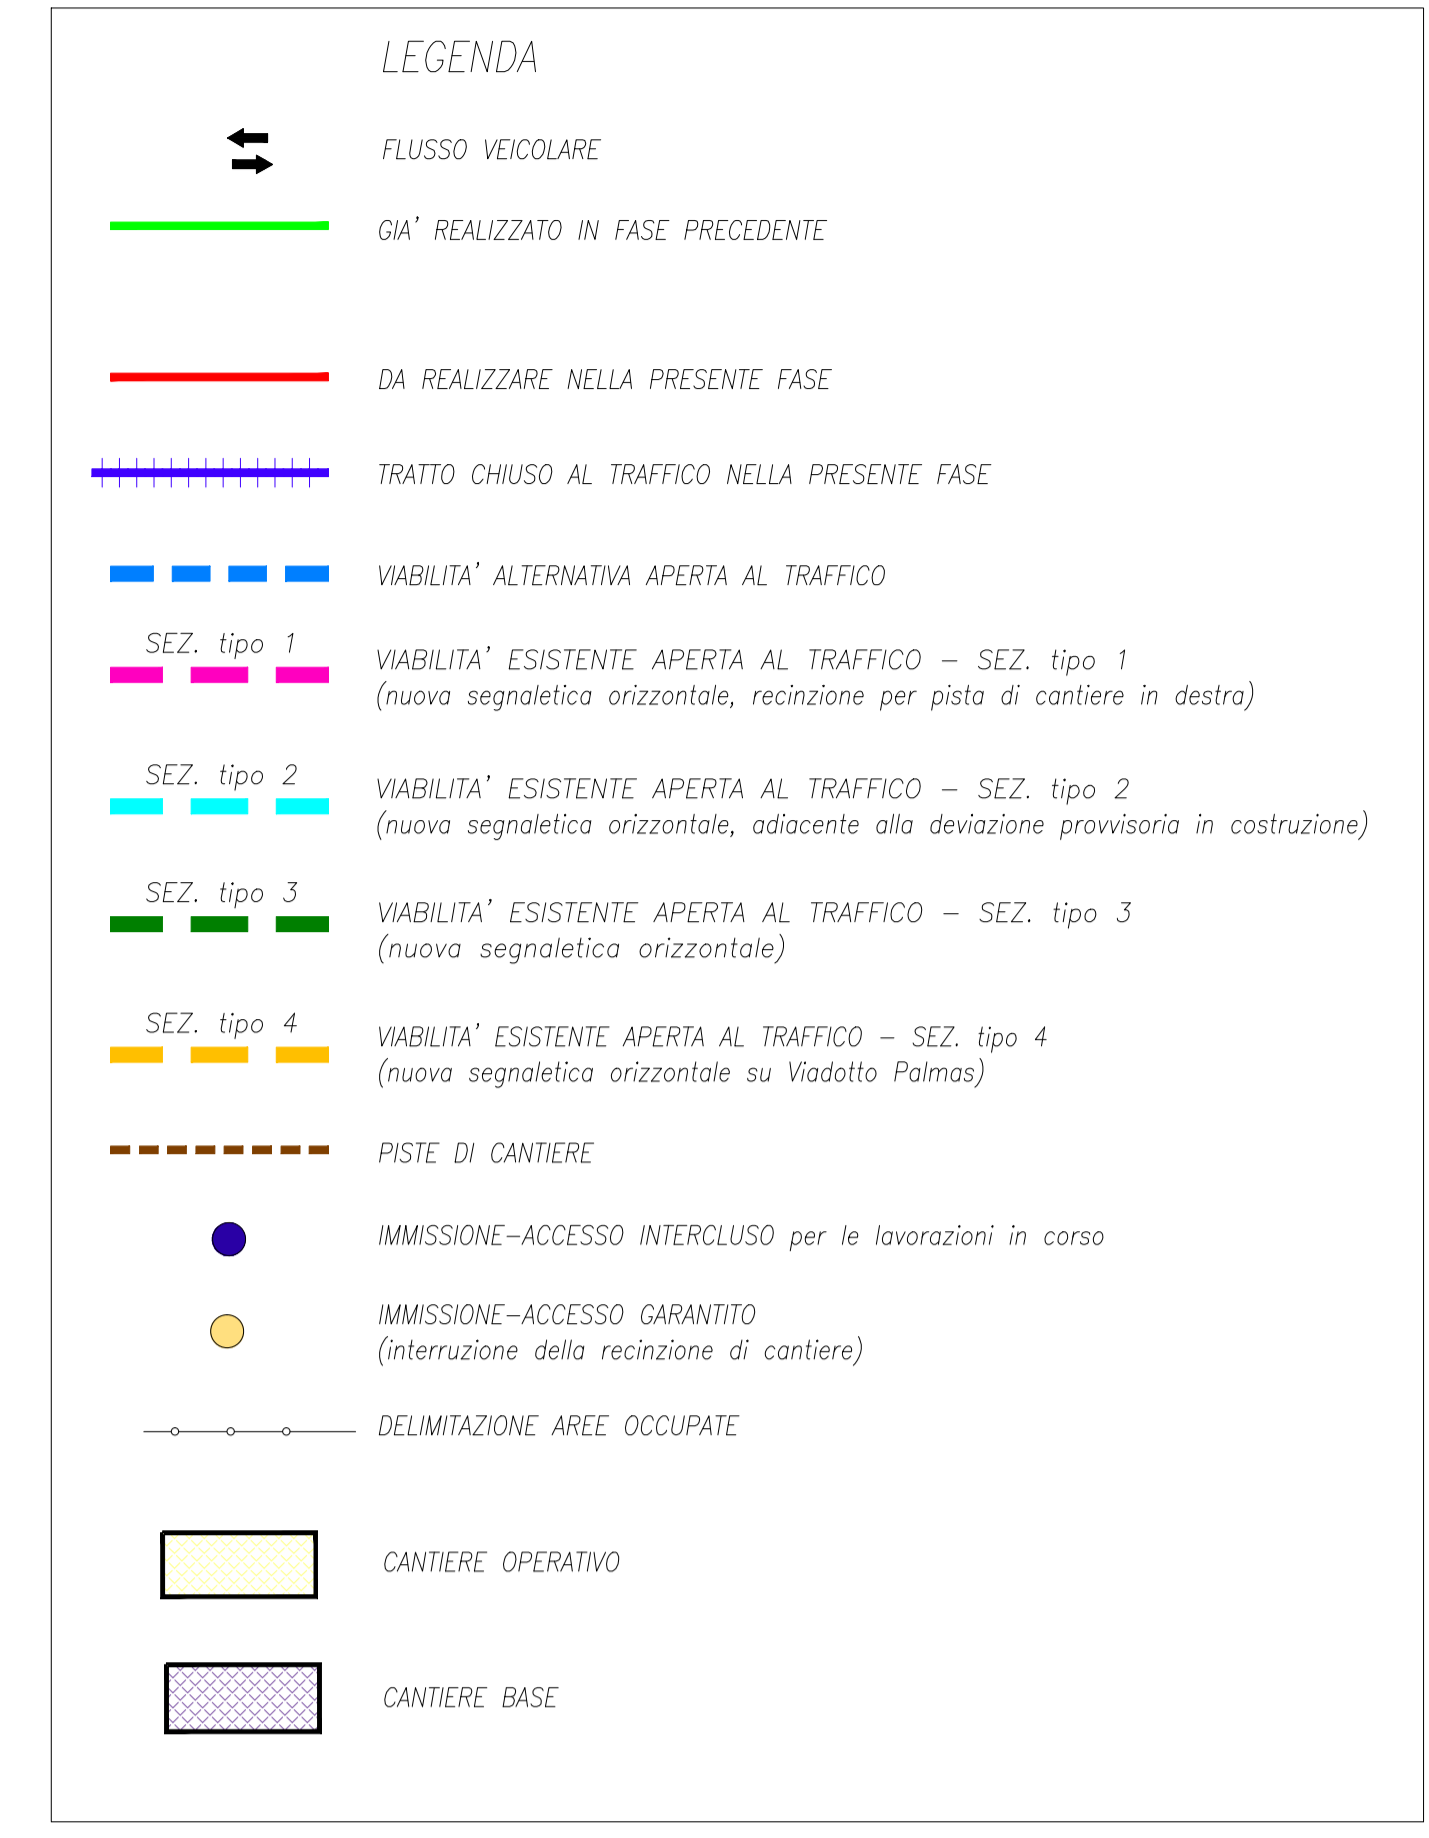 LEGENDA
FLUSSO VEICOLARE
GIA' REALIZZATO IN FASE PRECEDENTE
DA REALIZZARE NELLA PRESENTE FASE
TRATTO CHIUSO AL TRAFFICO NELLA PRESENTE FASE
VIABILITA' ALTERNATIVA APERTA AL TRAFFICO
SEZ. tipo 1
VIABILITA' ESISTENTE APERTA AL TRAFFICO – SEZ. tipo 1
(nuova segnaletica orizzontale, recinzione per pista di cantiere in destra)
SEZ. tipo 2
VIABILITA' ESISTENTE APERTA AL TRAFFICO – SEZ. tipo 2
(nuova segnaletica orizzontale, adiacente alla deviazione provvisoria in costruzione)
SEZ. tipo 3
VIABILITA' ESISTENTE APERTA AL TRAFFICO – SEZ. tipo 3
(nuova segnaletica orizzontale)
SEZ. tipo 4
VIABILITA' ESISTENTE APERTA AL TRAFFICO – SEZ. tipo 4
(nuova segnaletica orizzontale su Viadotto Palmas)
PISTE DI CANTIERE
IMMISSIONE–ACCESSO INTERCLUSO per le lavorazioni in corso
IMMISSIONE–ACCESSO GARANTITO
(interruzione della recinzione di cantiere)
DELIMITAZIONE AREE OCCUPATE
CANTIERE OPERATIVO
CANTIERE BASE